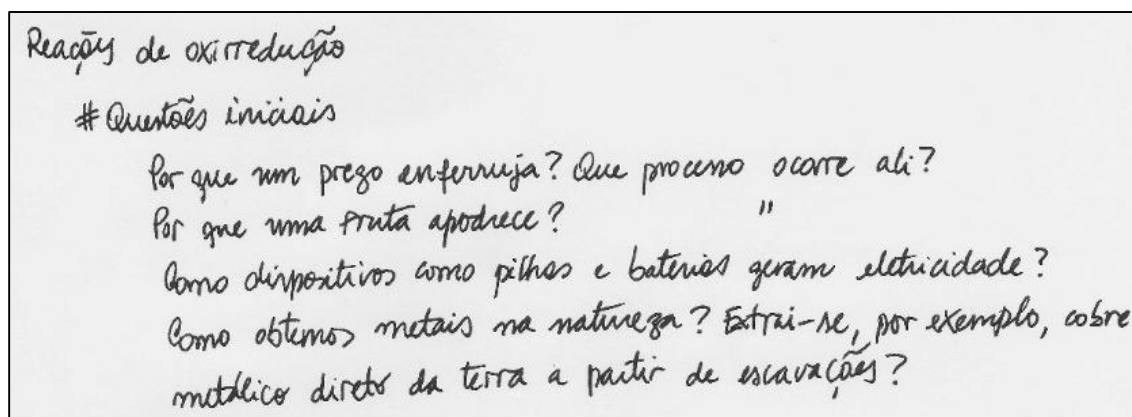 Reações de oxirredução
# Questões iniciais
Por que um prego enferruja? Que processo ocorre ali?
Por que uma fruta apodrece? "
Como dispositivos como pilhas e baterias geram eletricidade?
Como obtemos metais na natureza? Extrai-se, por exemplo, cobre
metálico direto da terra a partir de escavações?